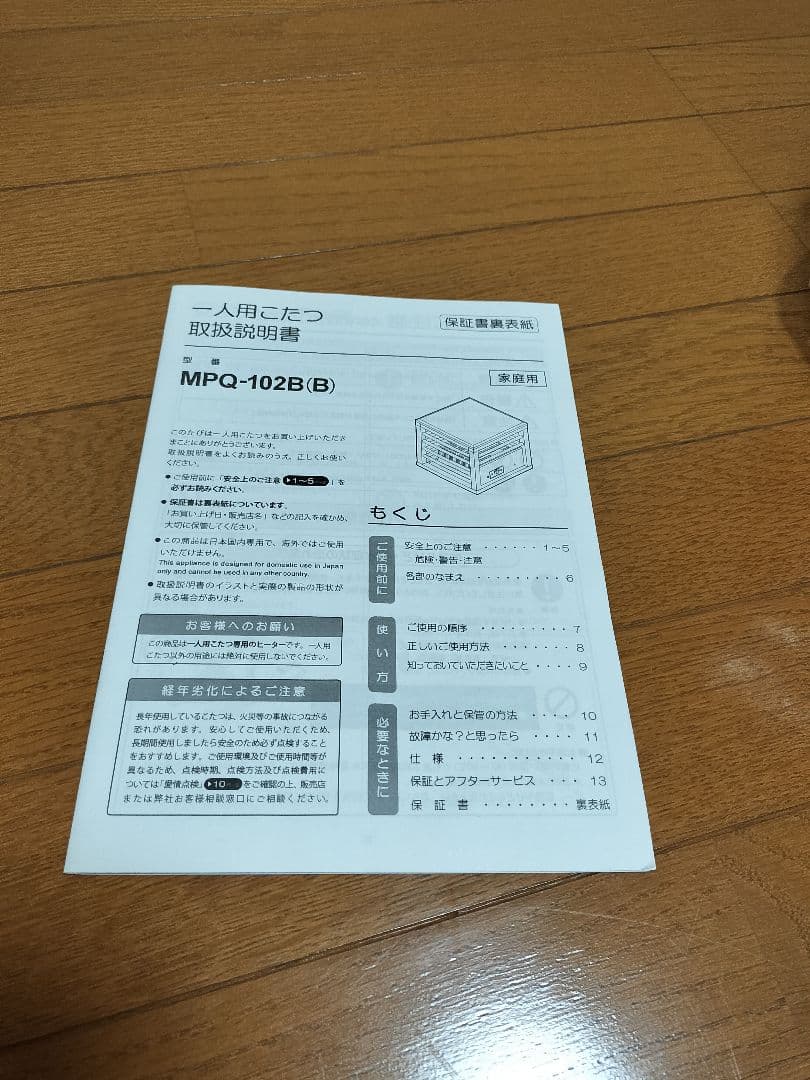 一人用こたつ
取扱説明書
保証書裏表紙
型 番
MPQ-102B(B)
家庭用
このたびは一人用こたつをお買い上げいただき
まことにありがとうございます。
取扱説明書をよくお読みのうえ、正しくお使い
ください。
● ご使用前に「安全上のご注意 ▶1〜5 」を
必ずお読みください。
● 保証書は裏表紙についています。
「お買い上げ日・販売店名」などの記入を確かめ、
大切に保管してください。
● この商品は日本国内専用で、海外ではご使用
いただけません。
This appliance is designed for domestic use in Japan
only and cannot be used in any other country.
● 取扱説明書のイラストと実際の製品の形状が
異なる場合があります。
お客様へのお願い
この商品は一人用こたつ専用のヒーターです。一人用
こたつ以外の用途には絶対に使用しないでください。
経年劣化によるご注意
長年使用しているこたつは、火災等の事故につながる
恐れがあります。安心してご使用いただくため、
長期間使用しましたら安全のため必ず点検すること
をおすすめします。ご使用環境及びご使用時間等が
異なるため、点検時期、点検方法及び点検費用に
ついては「愛情点検」▶10 をご確認の上、販売店
または弊社お客様相談窓口にご相談ください。
もくじ
ご使用前に
安全上のご注意 ・・・・・・ 1〜5
危険・警告・注意
各部のなまえ ・・・・・・・・・ 6
使い方
ご使用の順序 ・・・・・・・・・ 7
正しいご使用方法 ・・・・・・・ 8
知っておいていただきたいこと ・・・・ 9
必要なときに
お手入れと保管の方法 ・・・・ 10
故障かな?と思ったら ・・・・ 11
仕 様 ・・・・・・・・・・・ 12
保証とアフターサービス ・・・ 13
保 証 書 ・・・・・・・・ 裏表紙